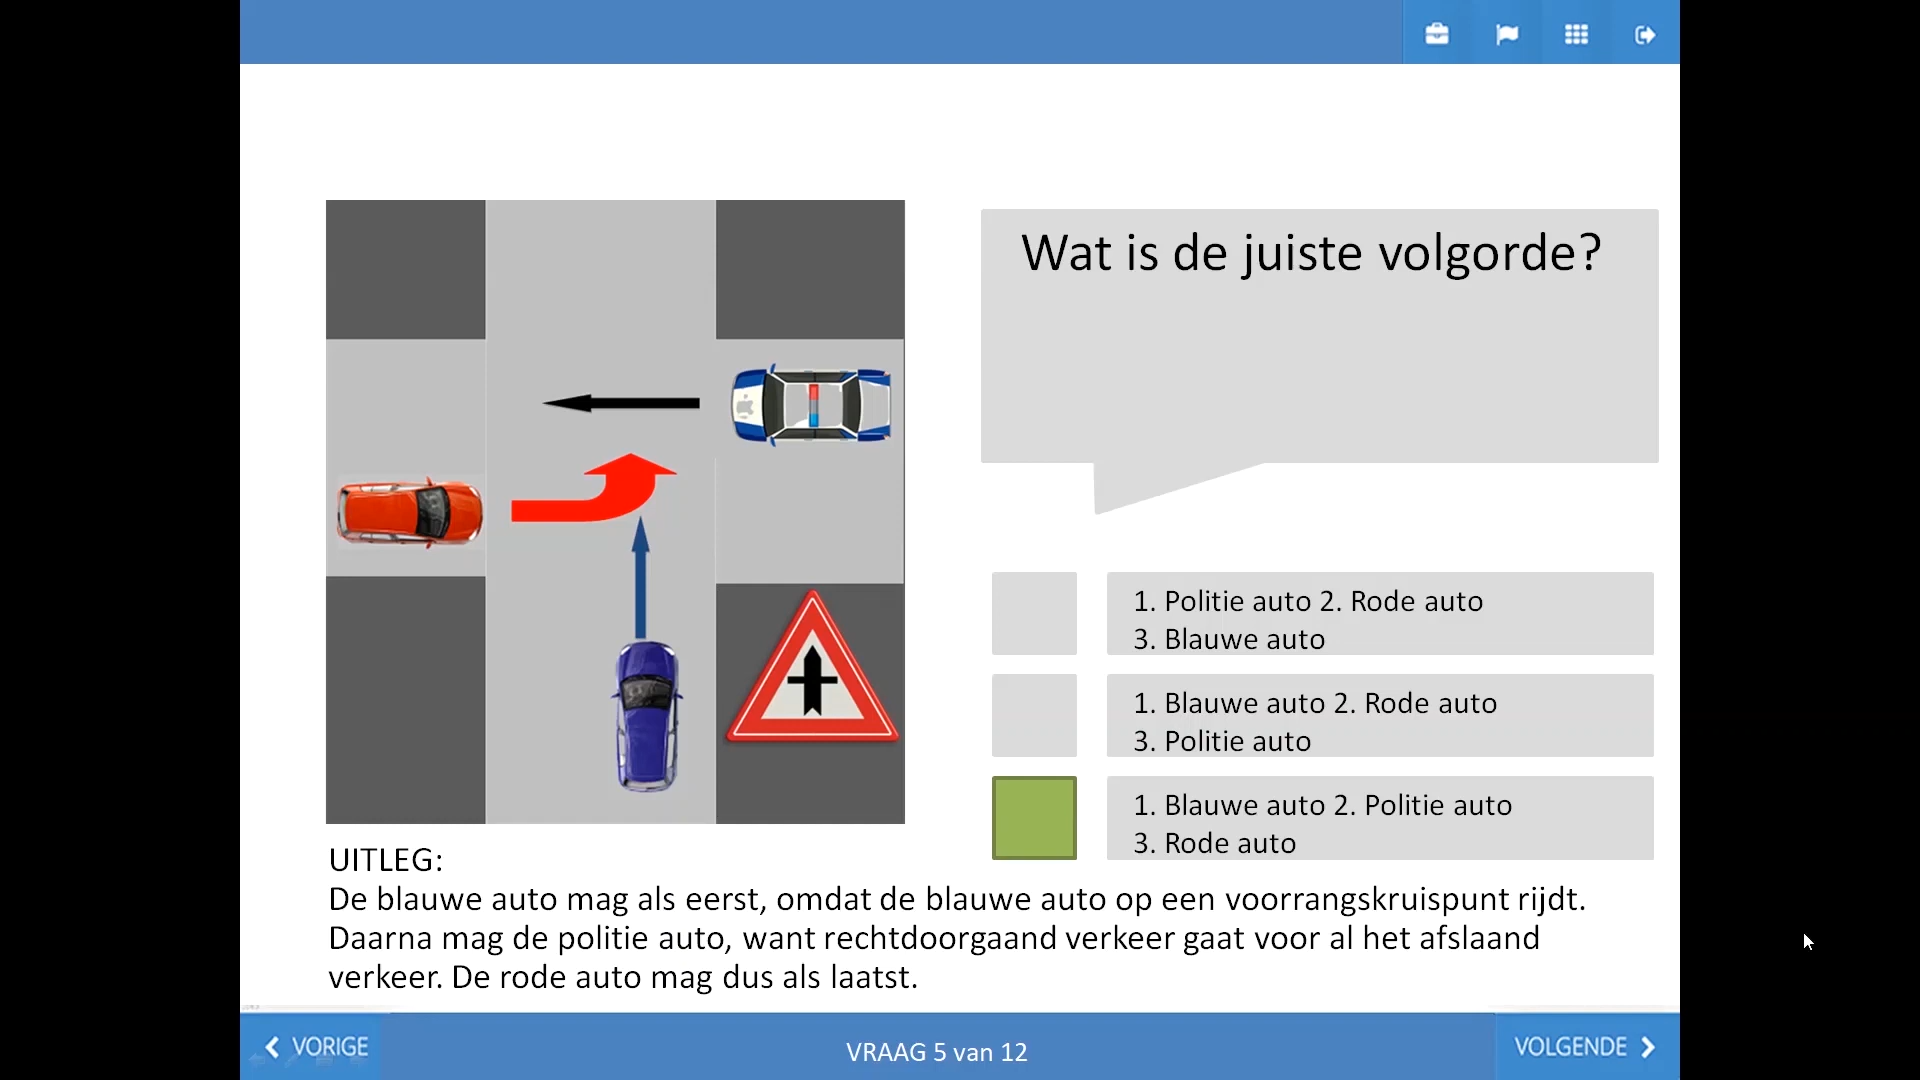 Wat is de juiste volgorde?
1. Politie auto 2. Rode auto
3. Blauwe auto
1. Blauwe auto 2. Rode auto
3. Politie auto
1. Blauwe auto 2. Politie auto
3. Rode auto
UITLEG:
De blauwe auto mag als eerst, omdat de blauwe auto op een voorrangskruispunt rijdt.
Daarna mag de politie auto, want rechtdoorgaand verkeer gaat voor al het afslaand
verkeer. De rode auto mag dus als laatst.
VORIGE
VRAAG 5 van 12
VOLGENDE